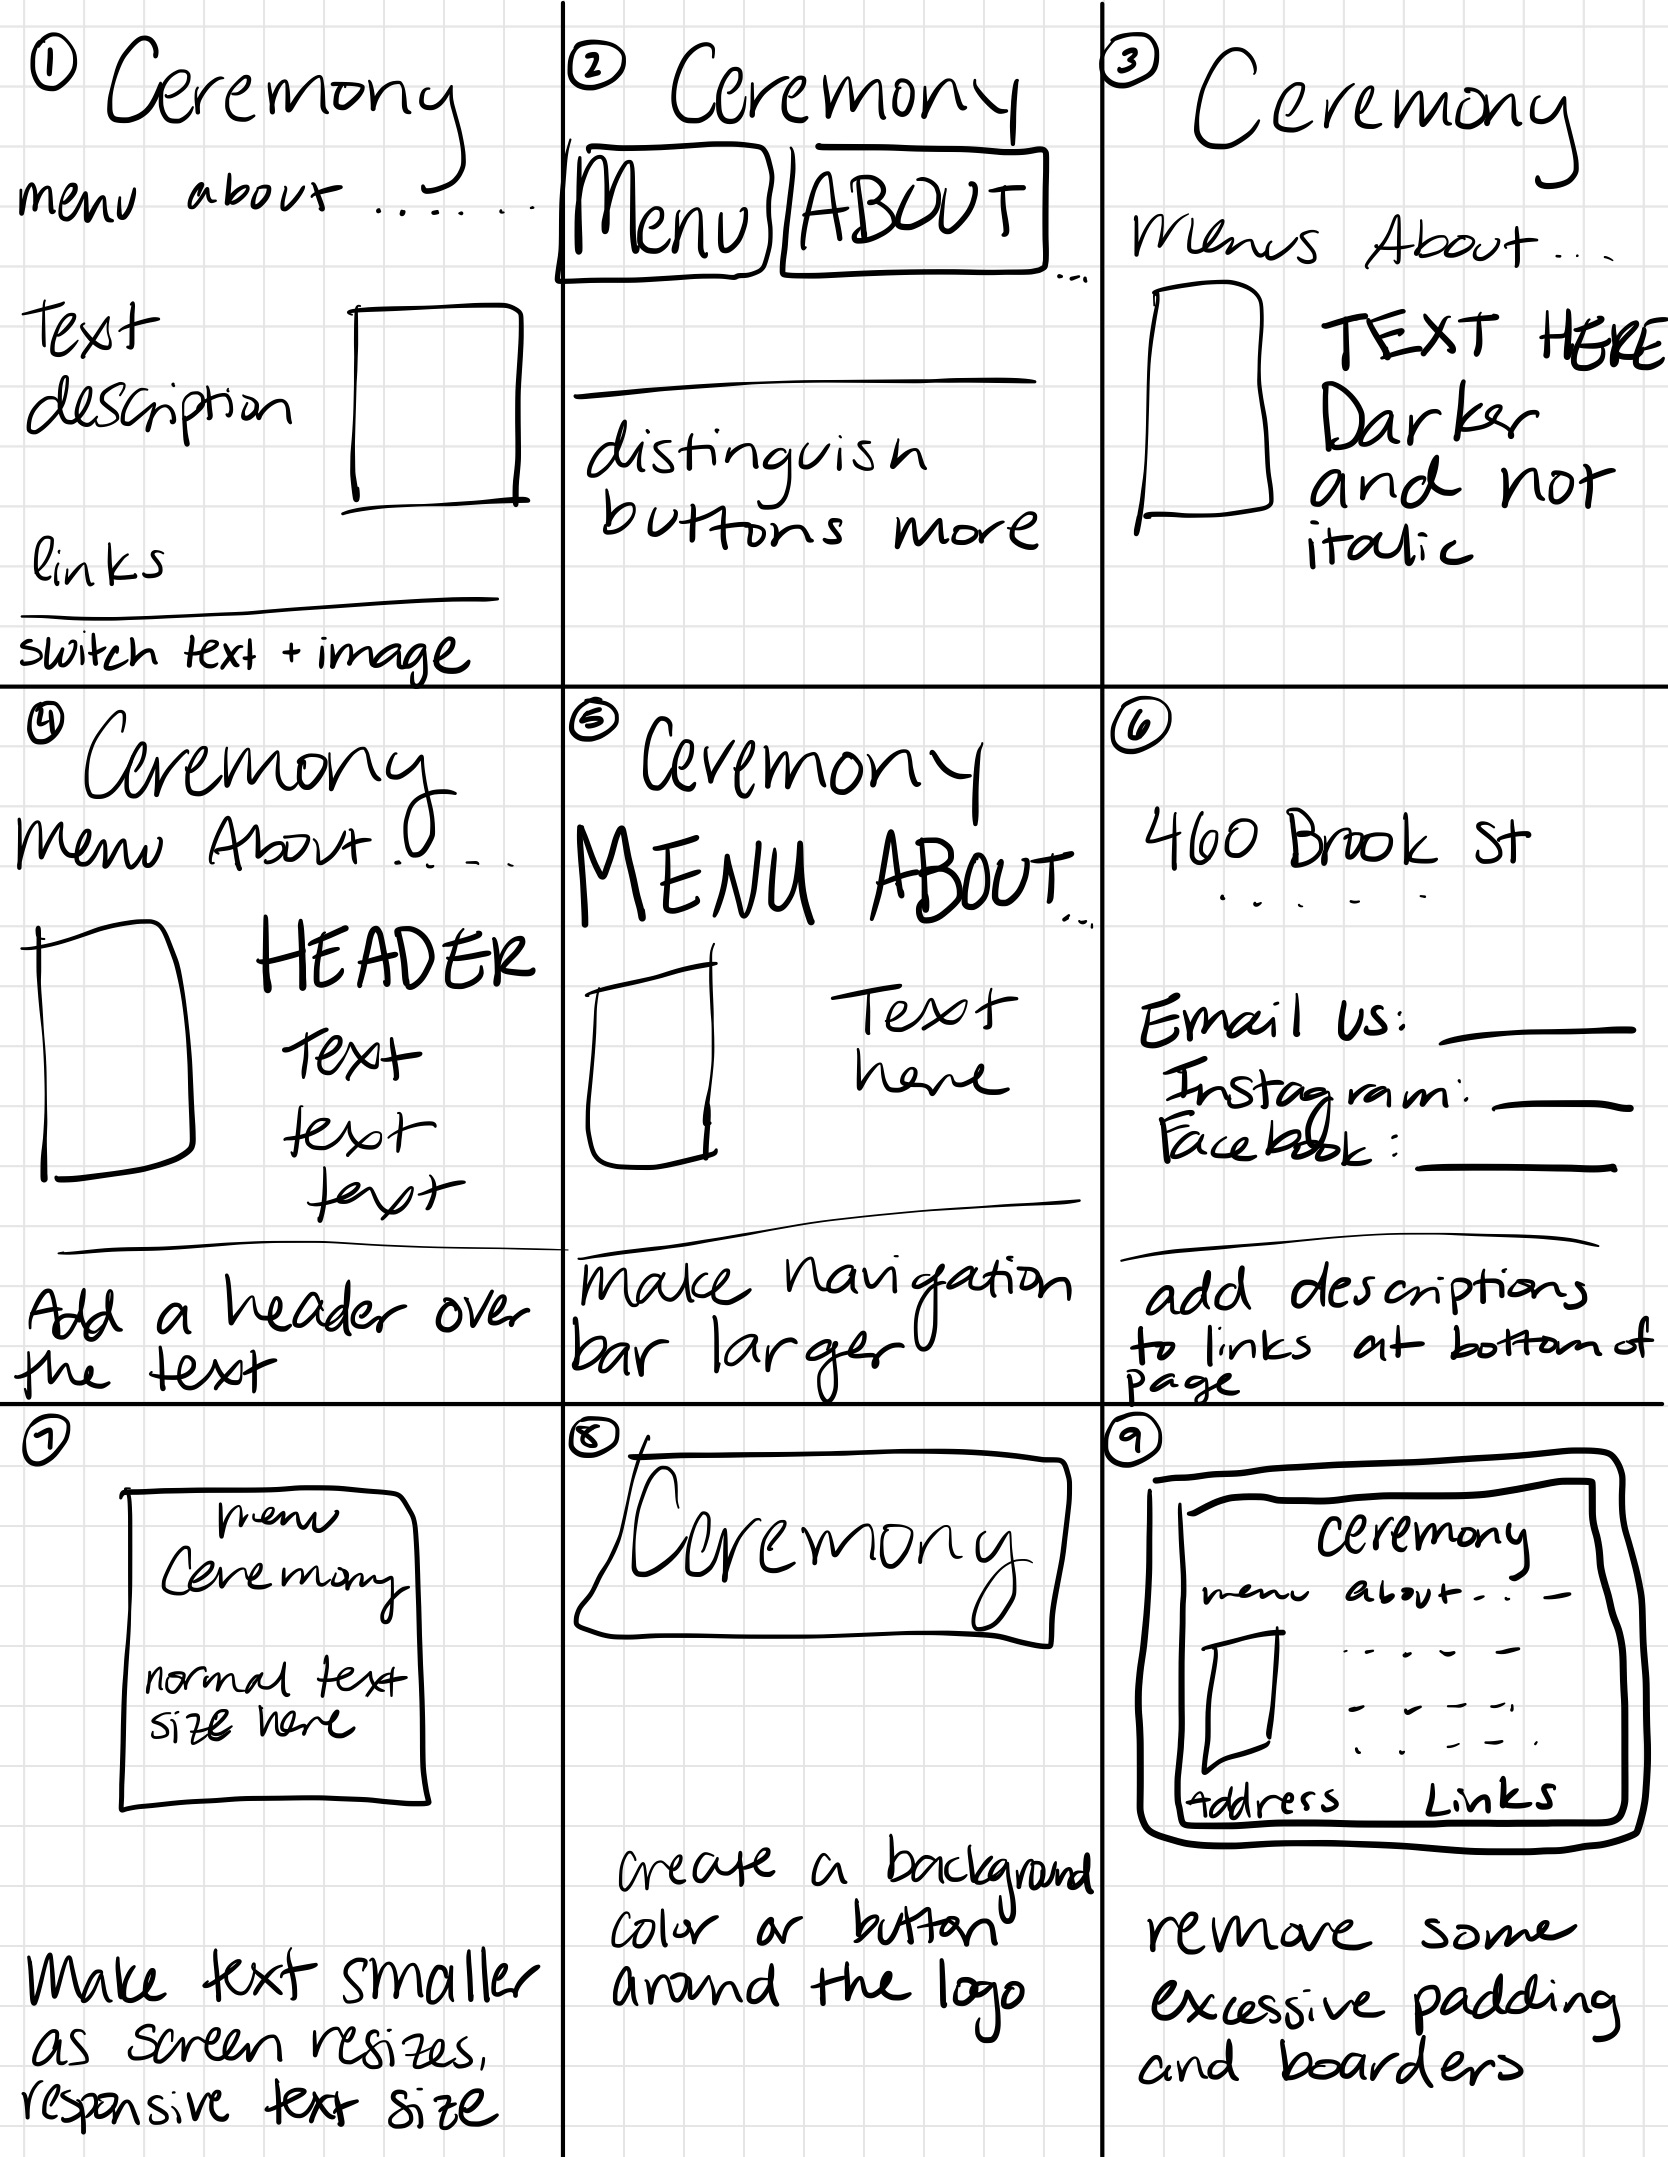 1
Ceremony
menu about ......
Text
description
links
switch text + image
2
Ceremony
Menu ABOUT
...
distinguish
buttons more
3
Ceremony
Menus About...
TEXT HERE
Darker
and not
italic
4
Ceremony
Menu About....
HEADER
Text
text
text
Add a header over
the text
5
Ceremony
MENU ABOUT...
Text
here
make navigation
bar larger
6
460 Brook St
.....
Email us:
Instagram:
Facebook:
add descriptions
to links at bottom of
page
7
menu
Ceremony
normal text
size here
Make text smaller
as screen resizes,
responsive text size
8
Ceremony
create a background
color or button
around the logo
9
ceremony
menu about...
Address Links
remove some
excessive padding
and boarders